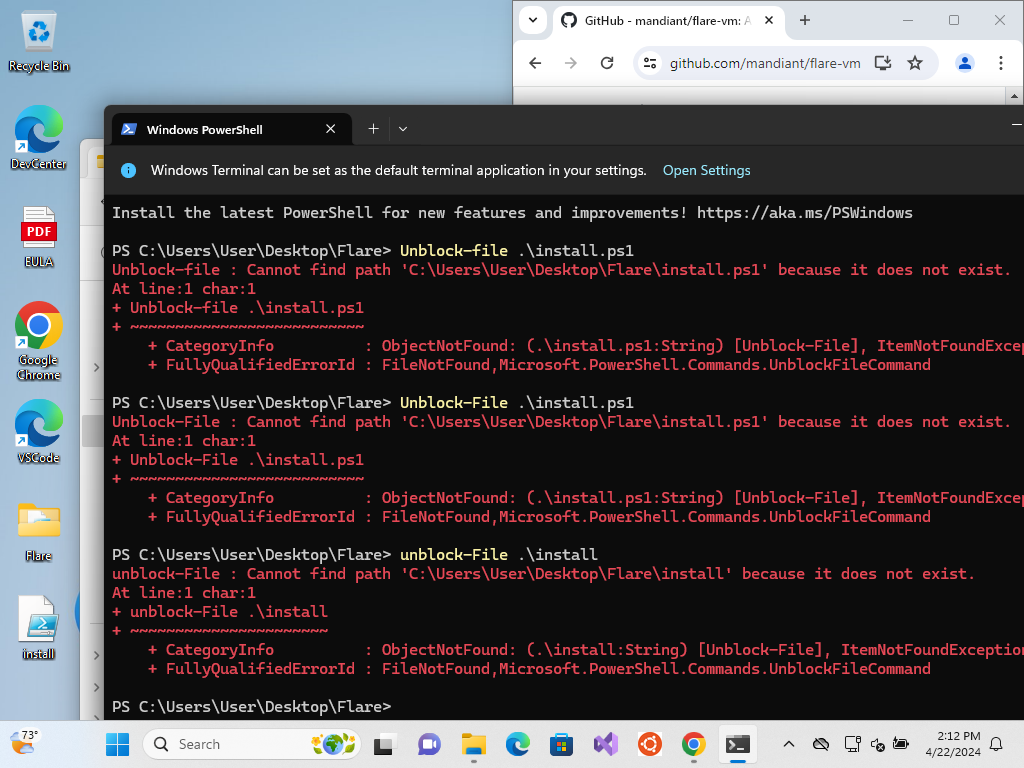 Recycle Bin
DevCenter
PDF
EULA
Google
Chrome
VSCode
Flare
install
GitHub - mandiant/flare-vm: A
github.com/mandiant/flare-vm
Windows PowerShell
Windows Terminal can be set as the default terminal application in your settings. Open Settings
Install the latest PowerShell for new features and improvements! https://aka.ms/PSWindows
PS C:\Users\User\Desktop\Flare> Unblock-file .\install.ps1
Unblock-file : Cannot find path 'C:\Users\User\Desktop\Flare\install.ps1' because it does not exist.
At line:1 char:1
+ Unblock-file .\install.ps1
+ ~~~~~~~~~~~~~~~~~~~~~~~~~~
+ CategoryInfo          : ObjectNotFound: (.\install.ps1:String) [Unblock-File], ItemNotFoundExcep
+ FullyQualifiedErrorId : FileNotFound,Microsoft.PowerShell.Commands.UnblockFileCommand
PS C:\Users\User\Desktop\Flare> Unblock-File .\install.ps1
Unblock-File : Cannot find path 'C:\Users\User\Desktop\Flare\install.ps1' because it does not exist.
At line:1 char:1
+ Unblock-File .\install.ps1
+ ~~~~~~~~~~~~~~~~~~~~~~~~~~
+ CategoryInfo          : ObjectNotFound: (.\install.ps1:String) [Unblock-File], ItemNotFoundExcep
+ FullyQualifiedErrorId : FileNotFound,Microsoft.PowerShell.Commands.UnblockFileCommand
PS C:\Users\User\Desktop\Flare> unblock-File .\install
unblock-File : Cannot find path 'C:\Users\User\Desktop\Flare\install' because it does not exist.
At line:1 char:1
+ unblock-File .\install
+ ~~~~~~~~~~~~~~~~~~~~~~
+ CategoryInfo          : ObjectNotFound: (.\install:String) [Unblock-File], ItemNotFoundException
+ FullyQualifiedErrorId : FileNotFound,Microsoft.PowerShell.Commands.UnblockFileCommand
PS C:\Users\User\Desktop\Flare>
73°
Search
2:12 PM
4/22/2024